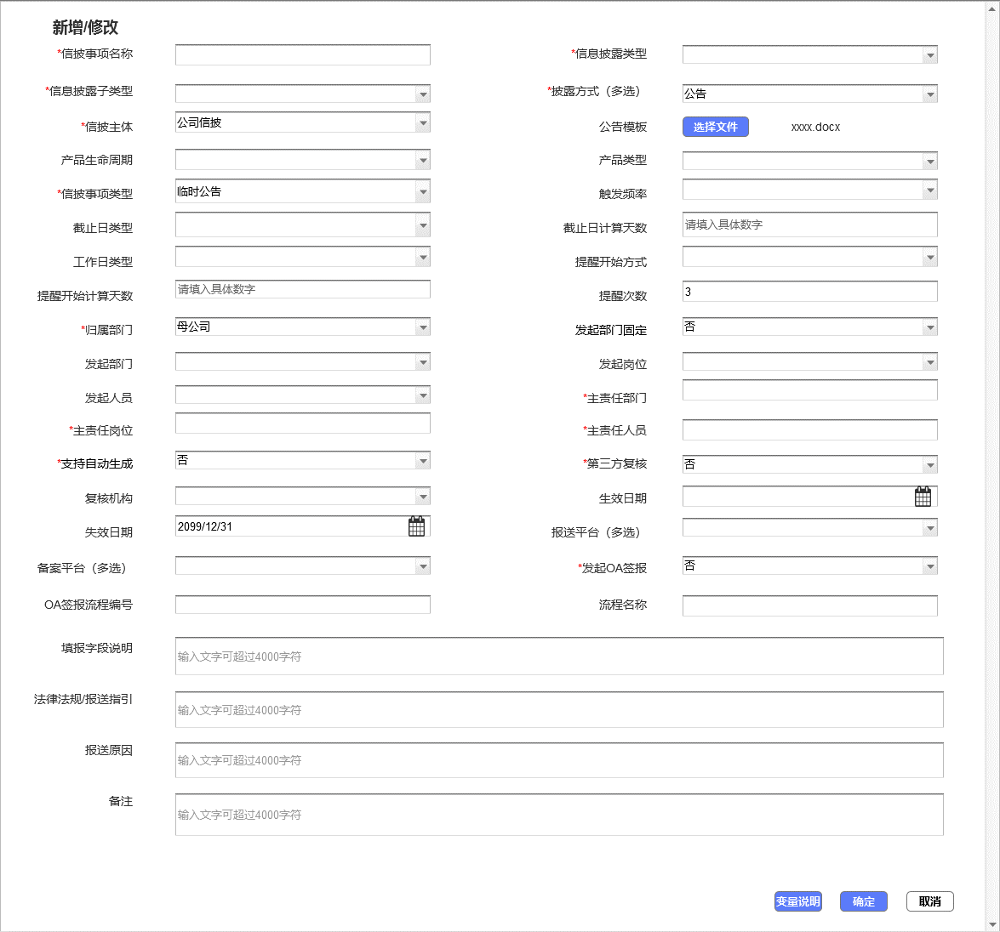 新增/修改
*信披事项名称
*信息披露类型
*信息披露子类型
*披露方式（多选）
公告
*信披主体
公司信披
公告模板
选择文件
xxxx.docx
产品生命周期
产品类型
*信披事项类型
临时公告
触发频率
截止日类型
截止日计算天数
请填入具体数字
工作日类型
提醒开始方式
提醒开始计算天数
请填入具体数字
提醒次数
3
*归属部门
母公司
发起部门固定
否
发起部门
发起岗位
发起人员
*主责任部门
*主责任岗位
*主责任人员
*支持自动生成
否
*第三方复核
否
复核机构
生效日期
失效日期
2099/12/31
报送平台（多选）
备案平台（多选）
*发起OA签报
否
OA签报流程编号
流程名称
填报字段说明
输入文字可超过4000字符
法律法规/报送指引
输入文字可超过4000字符
报送原因
输入文字可超过4000字符
备注
输入文字可超过4000字符
变量说明
确定
取消